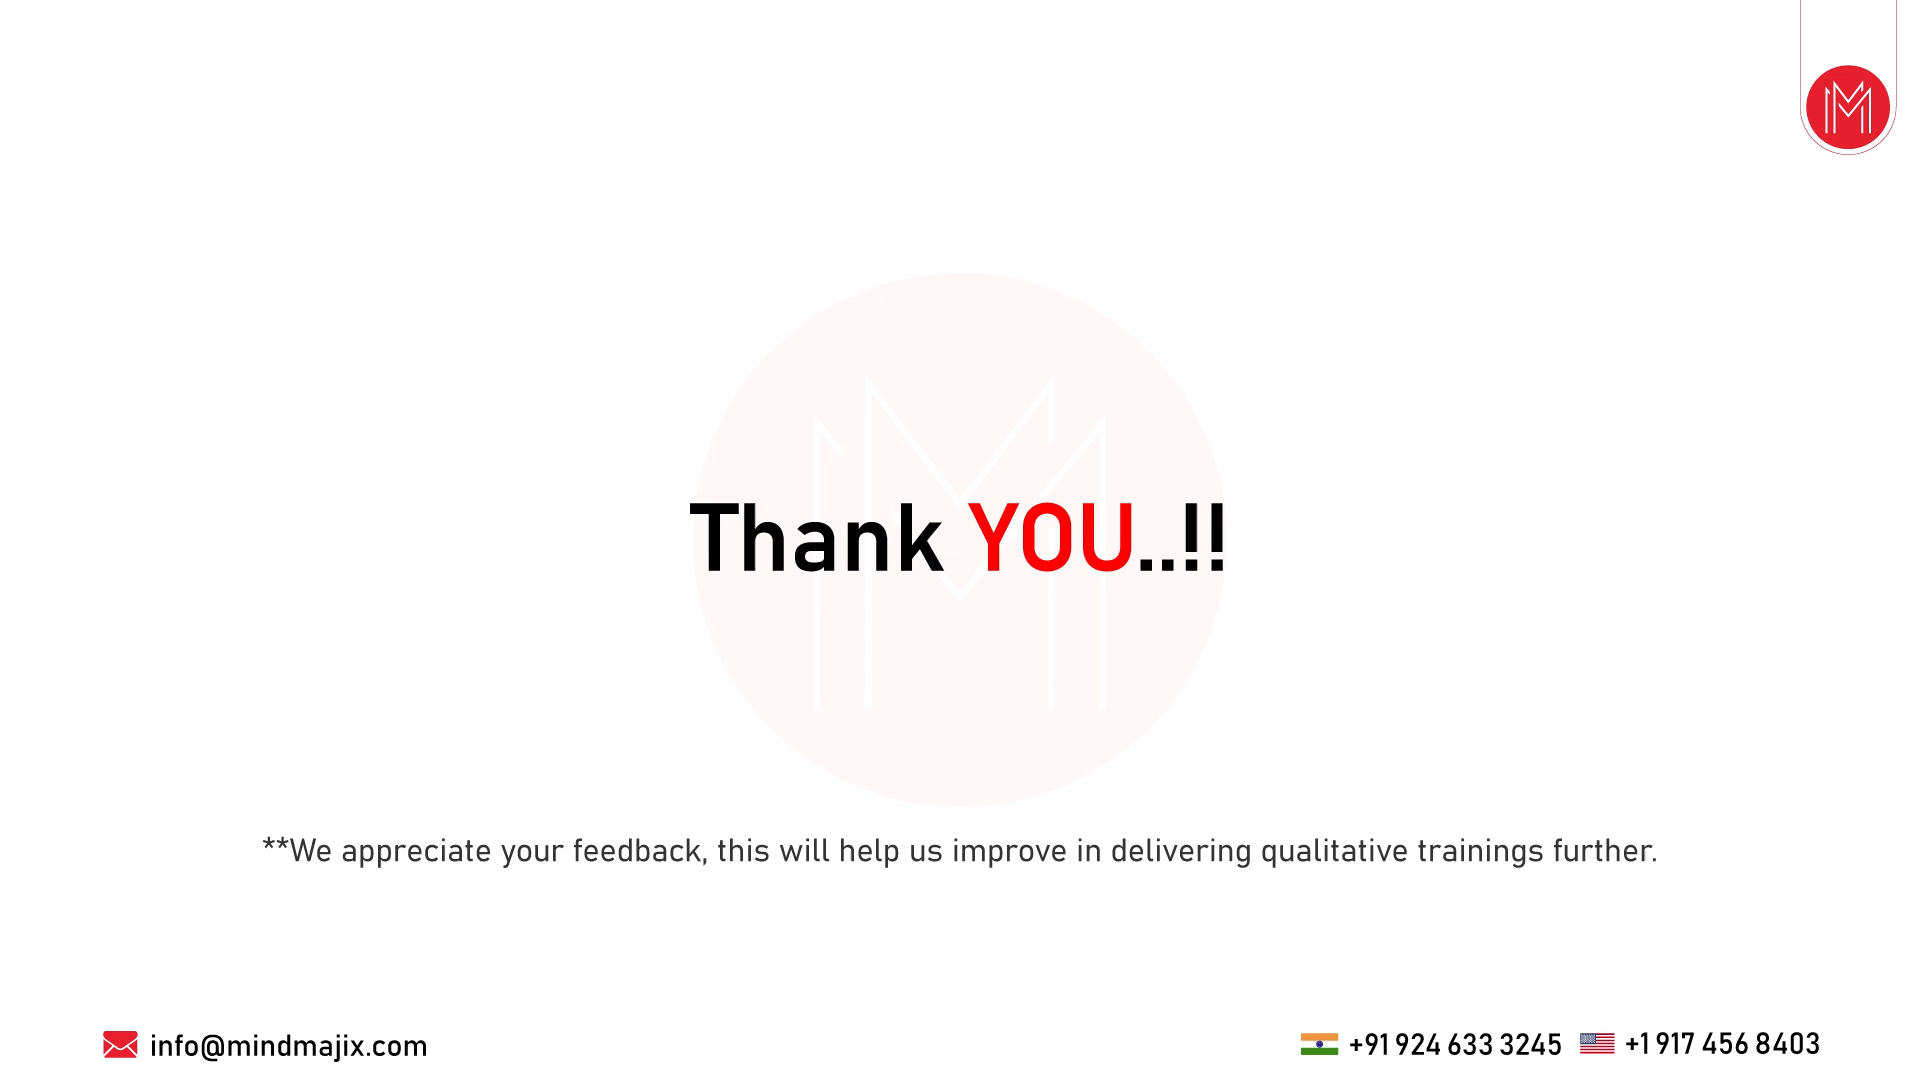 Thank YOU..!!
**We appreciate your feedback, this will help us improve in delivering qualitative trainings further.
info@mindmajix.com +91 924 633 3245 +1 917 456 8403